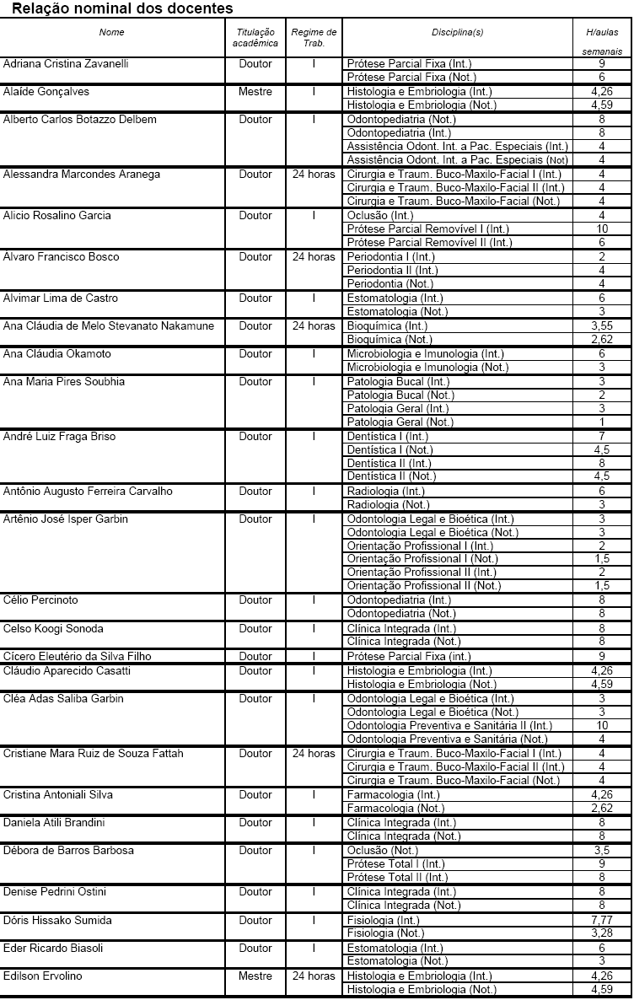 Relação nominal dos docentes
Nome Titulação acadêmica Regime de Trab. Disciplina(s) H/aulas semanais
Adriana Cristina Zavanelli Doutor I Prótese Parcial Fixa (Int.) 9
Prótese Parcial Fixa (Not.) 6
Alaíde Gonçalves Mestre I Histologia e Embriologia (Int.) 4,26
Histologia e Embriologia (Not.) 4,59
Alberto Carlos Botazzo Delbem Doutor I Odontopediatria (Not.) 8
Odontopediatria (Int.) 8
Assistência Odont. Int. a Pac. Especiais (Int.) 4
Assistência Odont. Int. a Pac. Especiais (Not) 4
Alessandra Marcondes Aranega Doutor 24 horas Cirurgia e Traum. Buco-Maxilo-Facial I (Int.) 4
Cirurgia e Traum. Buco-Maxilo-Facial II (Int.) 4
Cirurgia e Traum. Buco-Maxilo-Facial (Not.) 4
Alicio Rosalino Garcia Doutor I Oclusão (Int.) 4
Prótese Parcial Removível I (Int.) 10
Prótese Parcial Removível II (Int.) 6
Álvaro Francisco Bosco Doutor 24 horas Periodontia I (Int.) 2
Periodontia II (Int.) 4
Periodontia (Not.) 4
Alvimar Lima de Castro Doutor I Estomatologia (Int.) 6
Estomatologia (Not.) 3
Ana Cláudia de Melo Stevanato Nakamune Doutor 24 horas Bioquímica (Int.) 3,55
Bioquímica (Not.) 2,62
Ana Cláudia Okamoto Doutor I Microbiologia e Imunologia (Int.) 6
Microbiologia e Imunologia (Not.) 3
Ana Maria Pires Soubhia Doutor I Patologia Bucal (Int.) 3
Patologia Bucal (Not.) 2
Patologia Geral (Int.) 3
Patologia Geral (Not.) 1
André Luiz Fraga Briso Doutor I Dentística I (Int.) 7
Dentística I (Not.) 4,5
Dentística II (Int.) 8
Dentística II (Not.) 4,5
Antônio Augusto Ferreira Carvalho Doutor I Radiologia (Int.) 6
Radiologia (Not.) 3
Artênio José Isper Garbin Doutor I Odontologia Legal e Bioética (Int.) 3
Odontologia Legal e Bioética (Not.) 3
Orientação Profissional I (Int.) 2
Orientação Profissional I (Not.) 1,5
Orientação Profissional II (Int.) 2
Orientação Profissional II (Not.) 1,5
Célio Percinoto Doutor I Odontopediatria (Int.) 8
Odontopediatria (Not.) 8
Celso Koogi Sonoda Doutor I Clínica Integrada (Int.) 8
Clínica Integrada (Not.) 8
Cícero Eleutério da Silva Filho Doutor I Prótese Parcial Fixa (int.) 9
Cláudio Aparecido Casatti Doutor I Histologia e Embriologia (Int.) 4,26
Histologia e Embriologia (Not.) 4,59
Cléa Adas Saliba Garbin Doutor I Odontologia Legal e Bioética (Int.) 3
Odontologia Legal e Bioética (Not.) 3
Odontologia Preventiva e Sanitária II (Int.) 10
Odontologia Preventiva e Sanitária (Not.) 4
Cristiane Mara Ruiz de Souza Fattah Doutor 24 horas Cirurgia e Traum. Buco-Maxilo-Facial I (Int.) 4
Cirurgia e Traum. Buco-Maxilo-Facial II (Int.) 4
Cirurgia e Traum. Buco-Maxilo-Facial (Not.) 4
Cristina Antoniali Silva Doutor I Farmacologia (Int.) 4,26
Farmacologia (Not.) 2,62
Daniela Atili Brandini Doutor I Clínica Integrada (Int.) 8
Clínica Integrada (Not.) 8
Débora de Barros Barbosa Doutor I Oclusão (Not.) 3,5
Prótese Total I (Int.) 9
Prótese Total II (Int.) 8
Denise Pedrini Ostini Doutor I Clínica Integrada (Int.) 8
Clínica Integrada (Not.) 8
Dóris Hissako Sumida Doutor I Fisiologia (Int.) 7,77
Fisiologia (Not.) 3,28
Eder Ricardo Biasoli Doutor I Estomatologia (Int.) 6
Estomatologia (Not.) 3
Edilson Ervolino Mestre 24 horas Histologia e Embriologia (Int.) 4,26
Histologia e Embriologia (Not.) 4,59